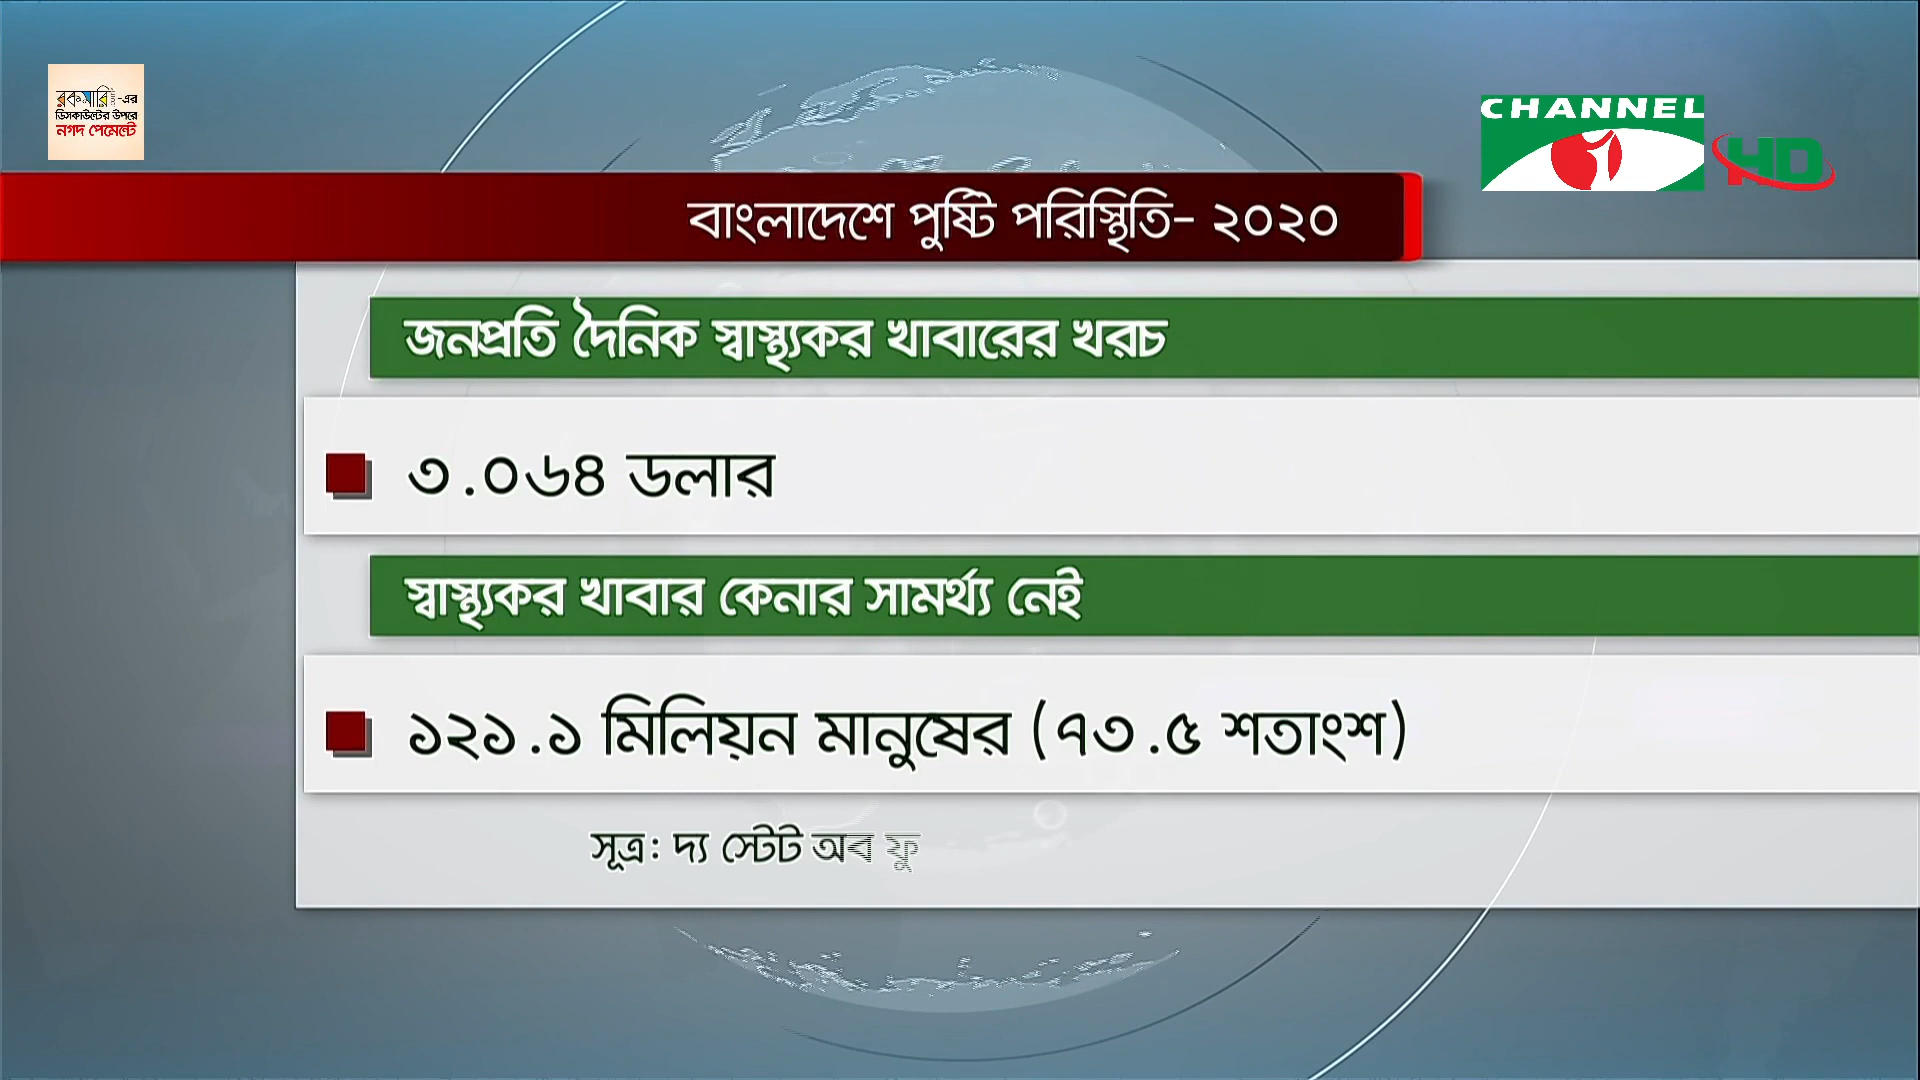 রকমারি-এর
ডিসকাউন্টের উপরে
নগদ পেমেন্টে
CHANNEL
i
HD
বাংলাদেশে পুষ্টি পরিস্থিতি- ২০২০
জনপ্রতি দৈনিক স্বাস্থ্যকর খাবারের খরচ
৩.০৬৪ ডলার
স্বাস্থ্যকর খাবার কেনার সামর্থ্য নেই
১২১.১ মিলিয়ন মানুষের (৭৩.৫ শতাংশ)
সূত্র: দ্য স্টেট অব ফু